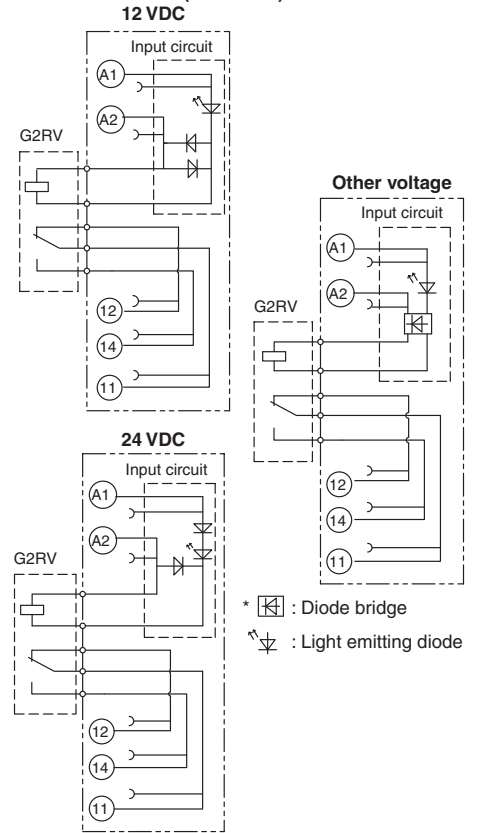 12 VDC
Input circuit
A1
A2
G2RV
12
14
11
Other voltage
Input circuit
A1
A2
G2RV
12
14
11
24 VDC
Input circuit
A1
A2
G2RV
12
14
11
* : Diode bridge
: Light emitting diode